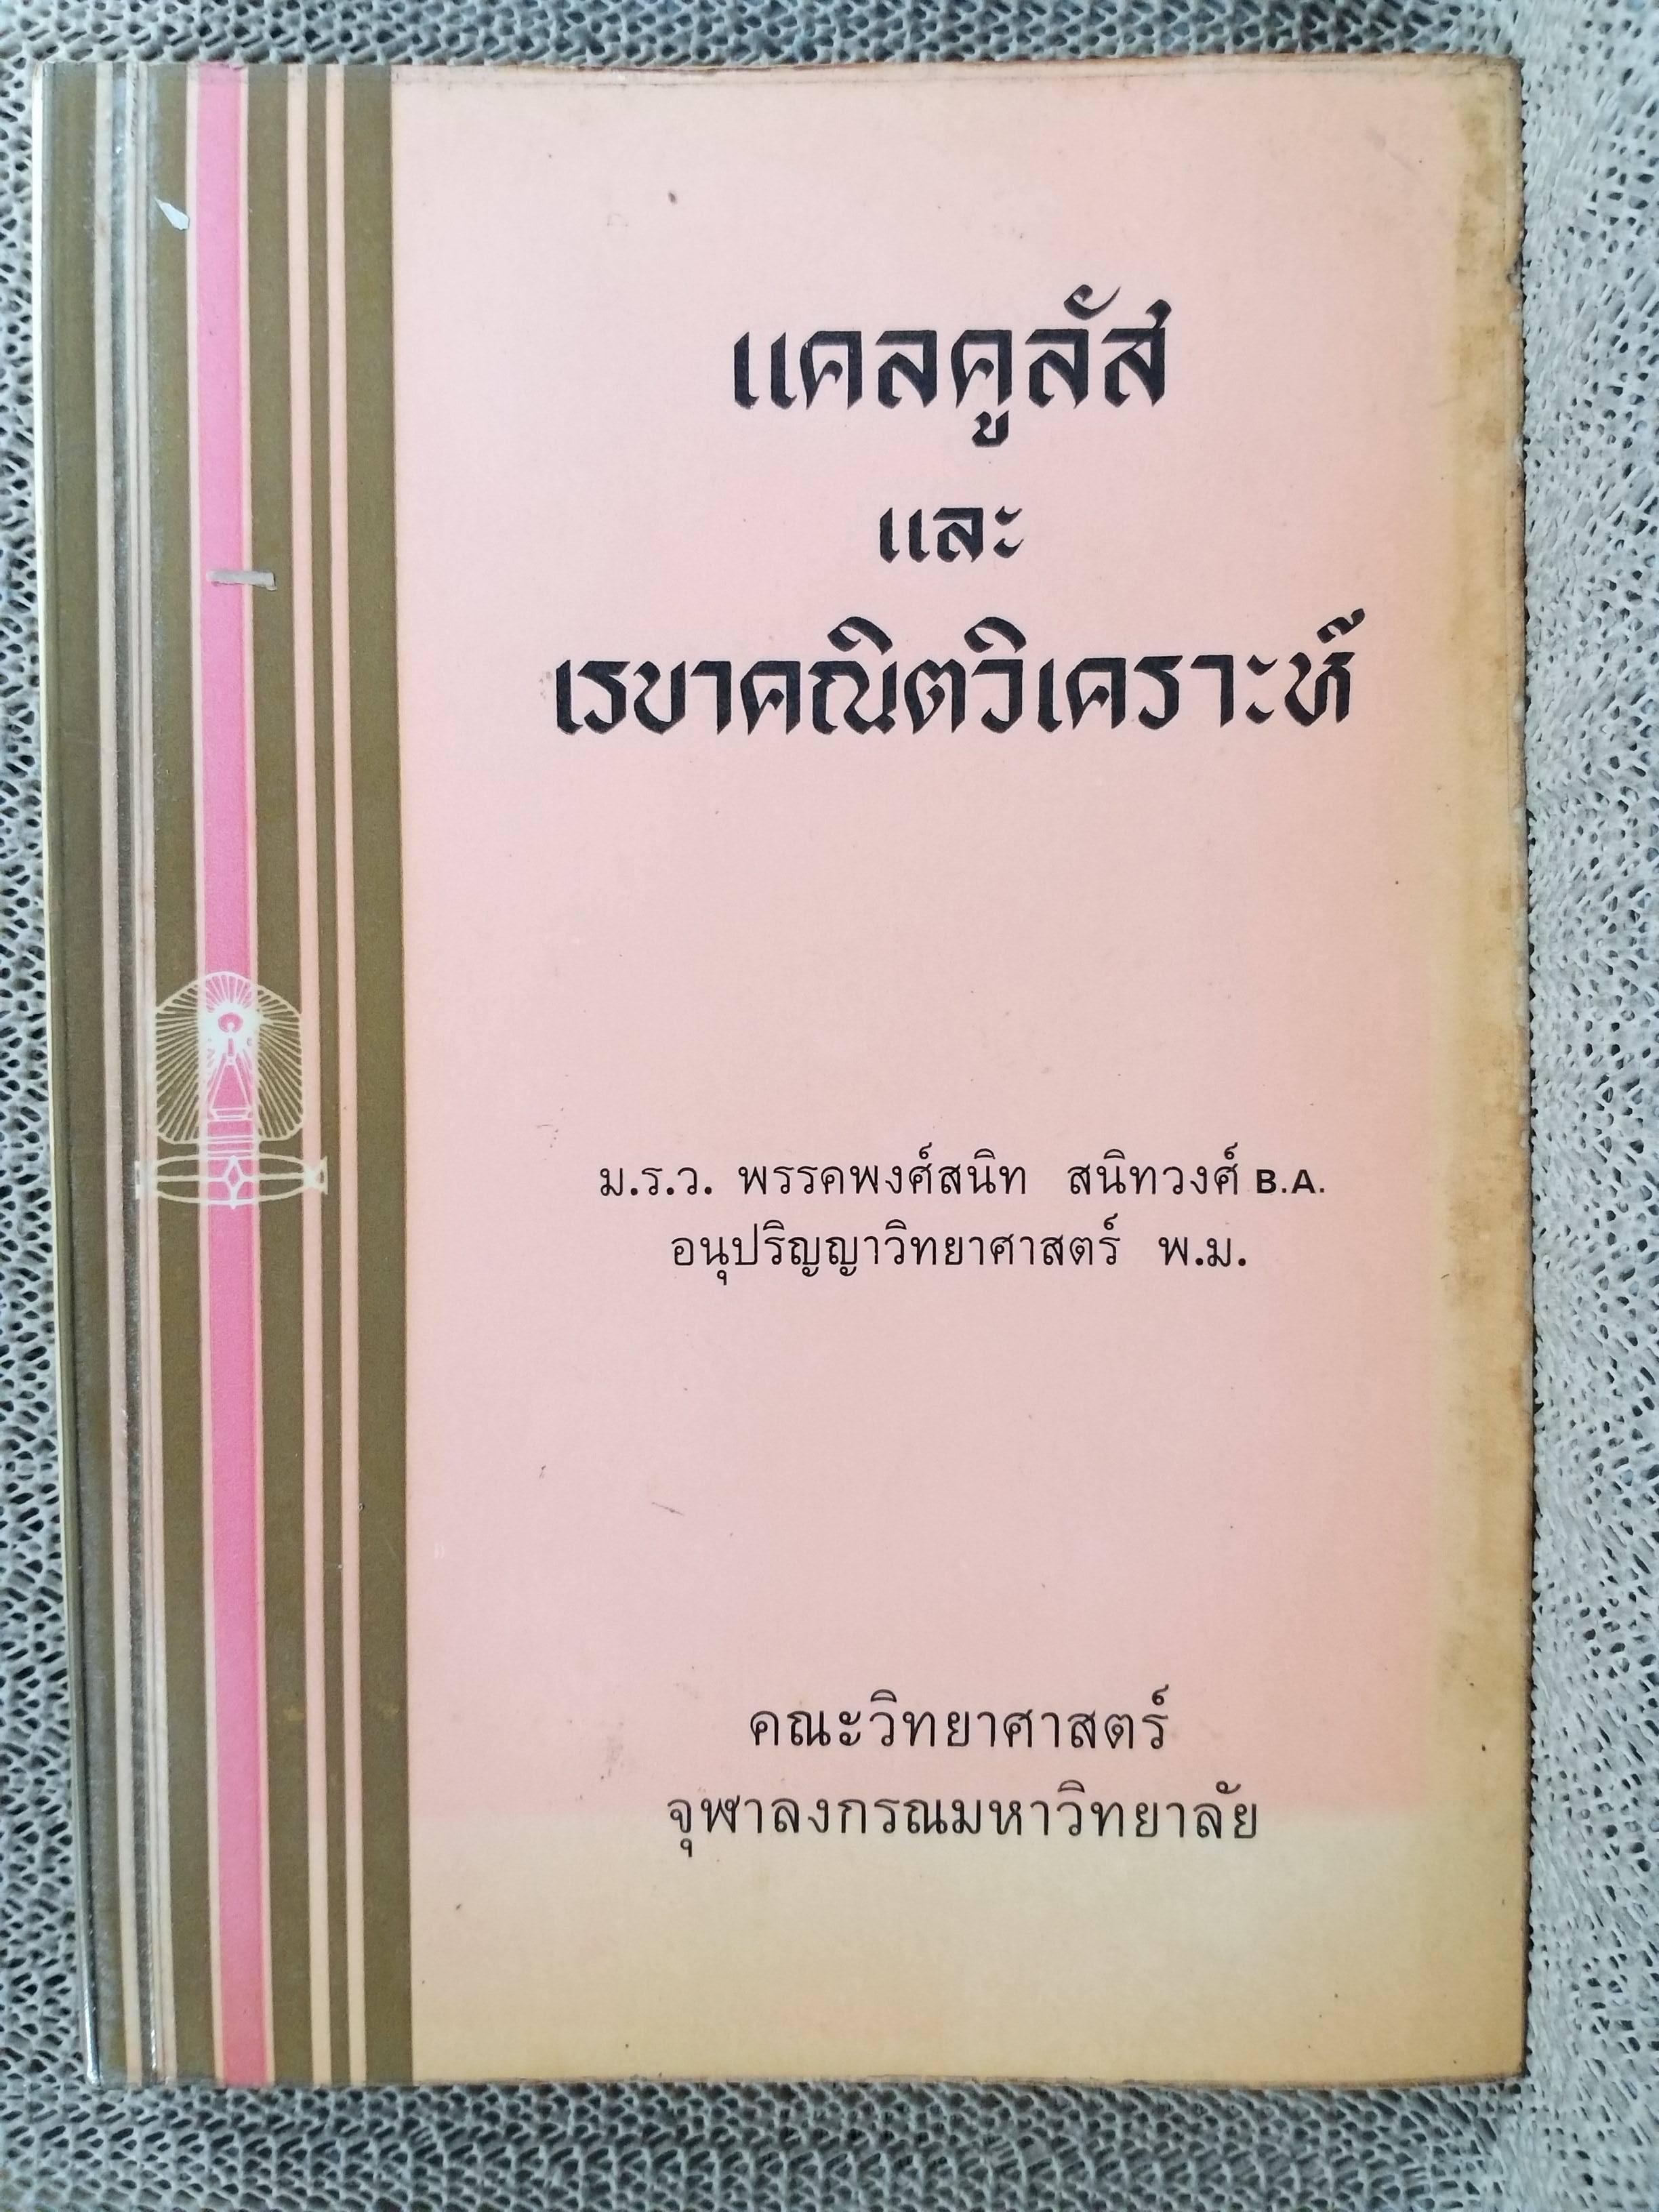 แคลคูลัส
และ
เรขาคณิตวิเคราะห์
ม.ร.ว. พรรคพงศ์สนิท สนิทวงศ์ B.A.
อนุปริญญาวิทยาศาสตร์ พ.ม.
คณะวิทยาศาสตร์
จุฬาลงกรณมหาวิทยาลัย